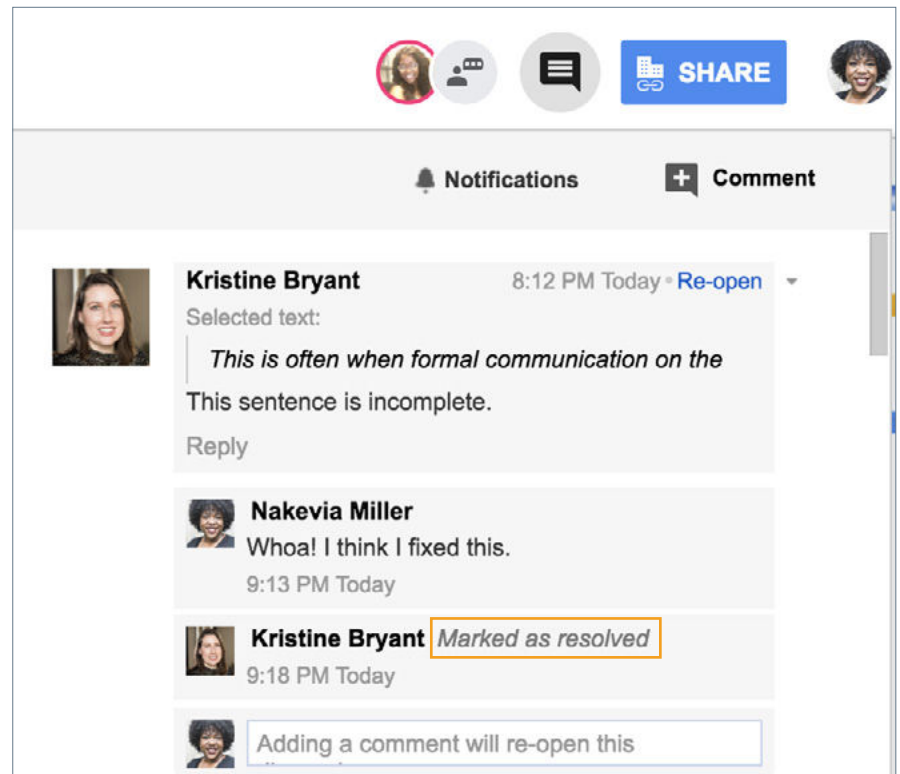 SHARE
Notifications Comment
Kristine Bryant 8:12 PM Today • Re-open
Selected text:
This is often when formal communication on the
This sentence is incomplete.
Reply
Nakevia Miller
Whoa! I think I fixed this.
9:13 PM Today
Kristine Bryant Marked as resolved
9:18 PM Today
Adding a comment will re-open this